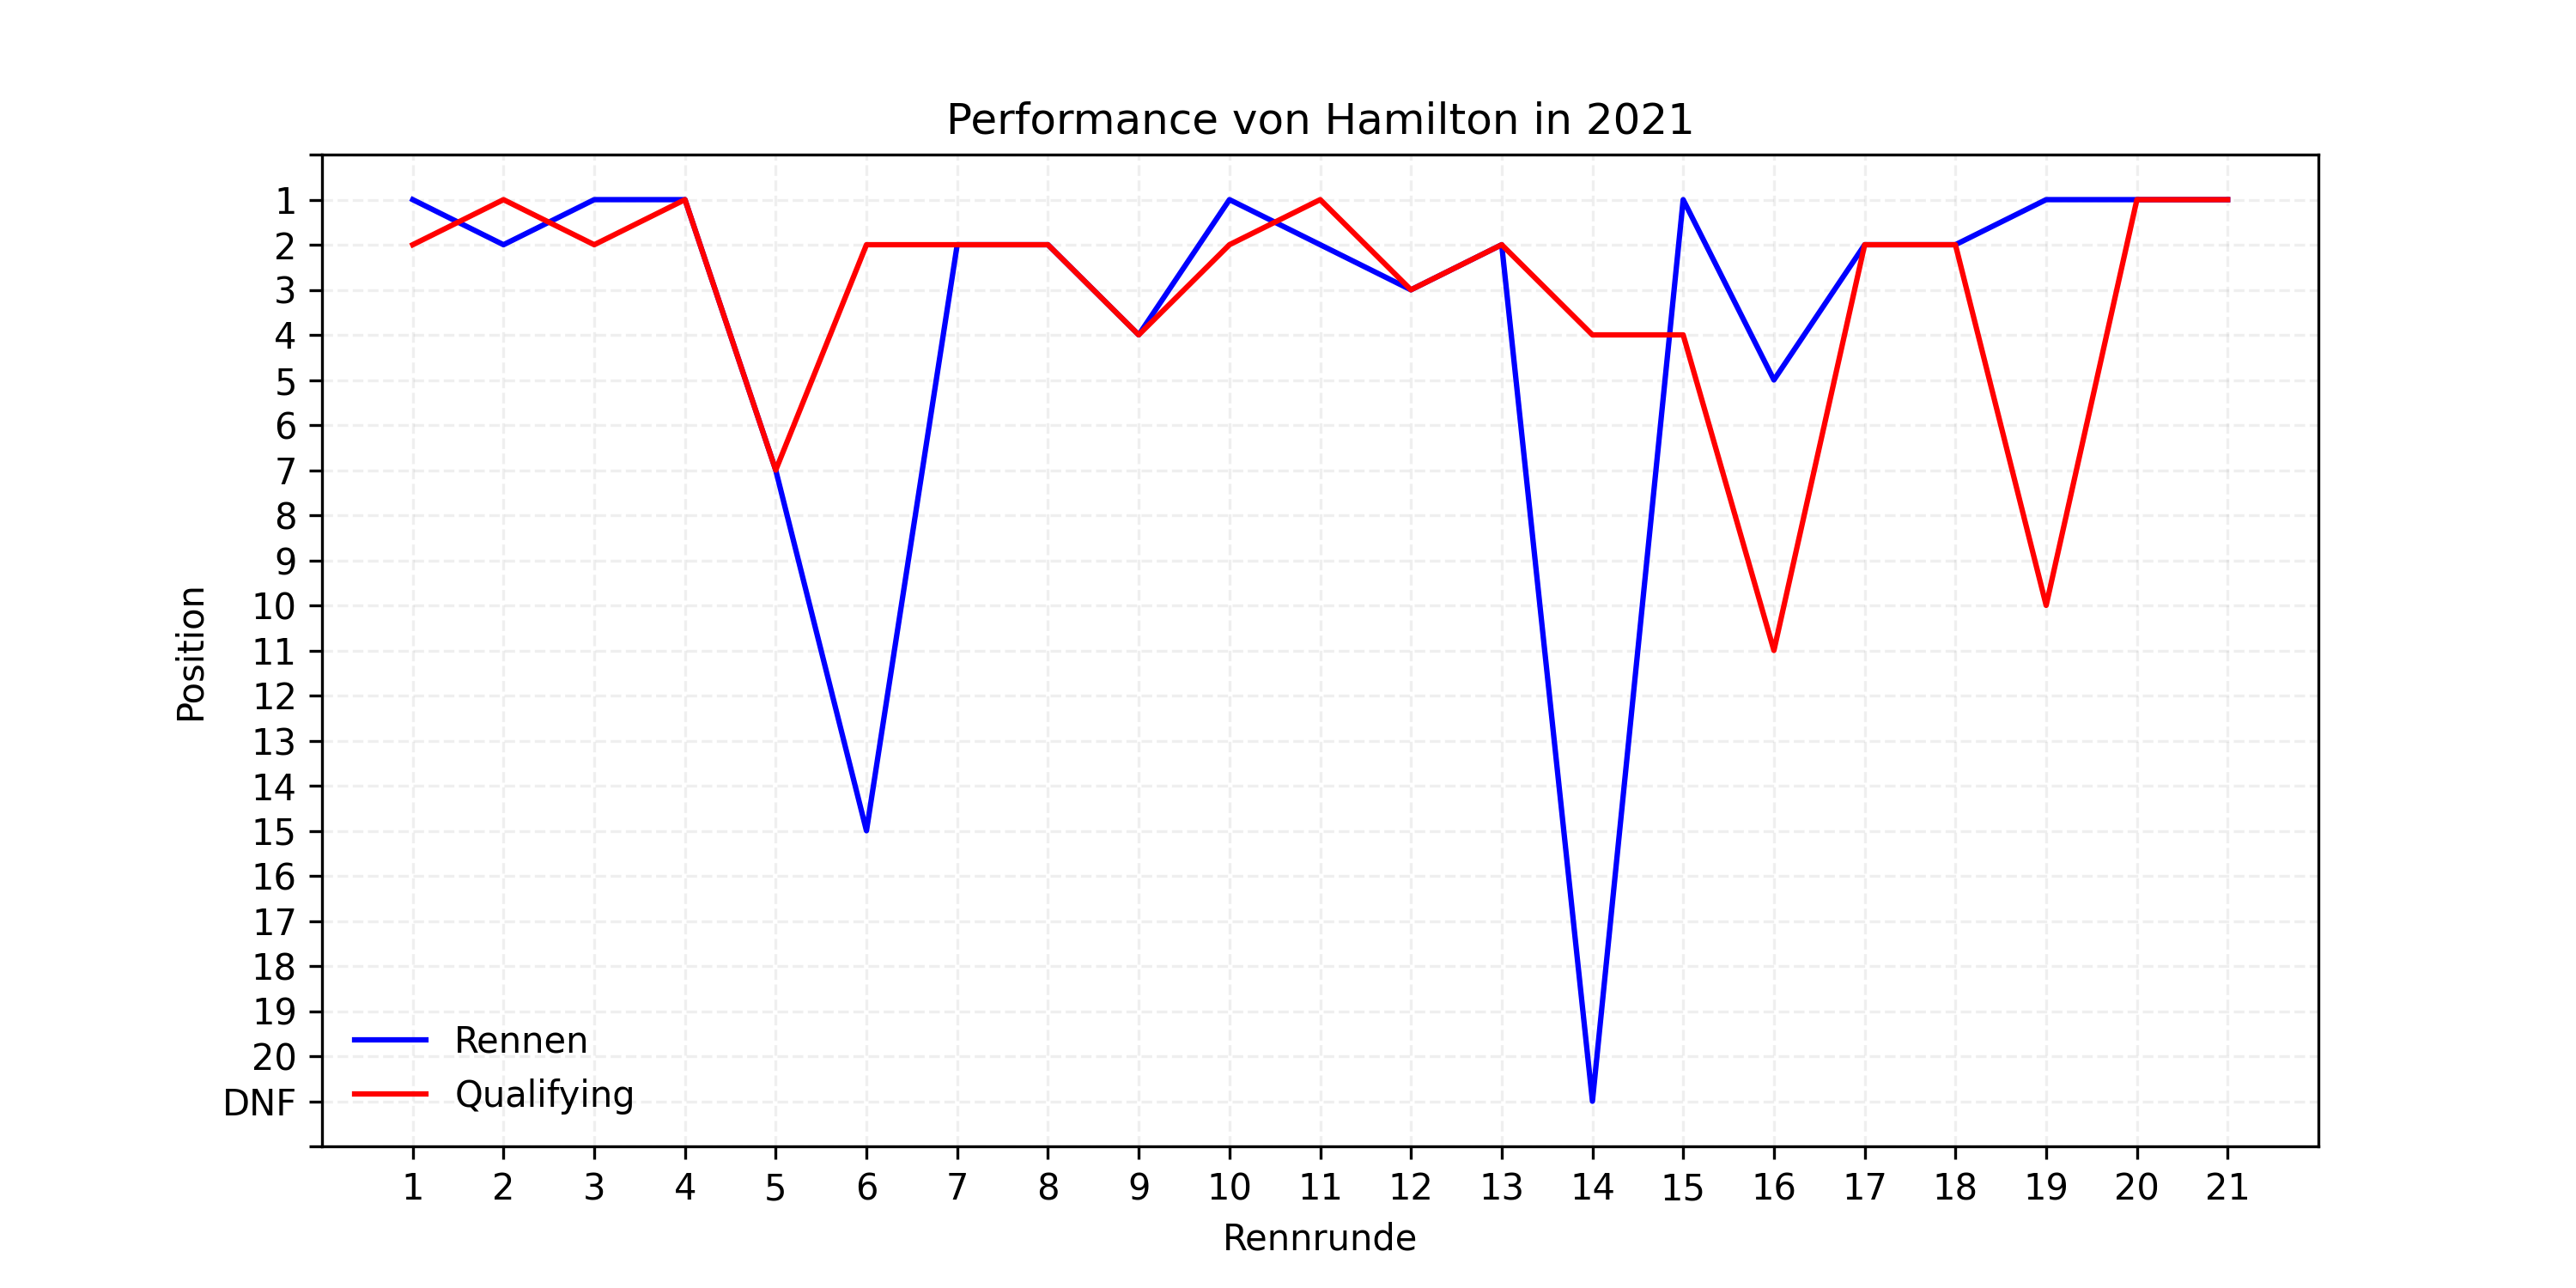 Performance von Hamilton in 2021
Position
1
2
3
4
5
6
7
8
9
10
11
12
13
14
15
16
17
18
19
20
DNF
Rennen
Qualifying
1 2 3 4 5 6 7 8 9 10 11 12 13 14 15 16 17 18 19 20 21
Rennrunde